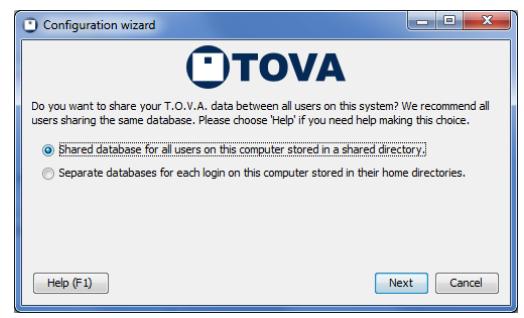 Configuration wizard
TOVA
Do you want to share your T.O.V.A. data between all users on this system? We recommend all
users sharing the same database. Please choose 'Help' if you need help making this choice.
Shared database for all users on this computer stored in a shared directory.
Separate databases for each login on this computer stored in their home directories.
Help (F1)
Next
Cancel